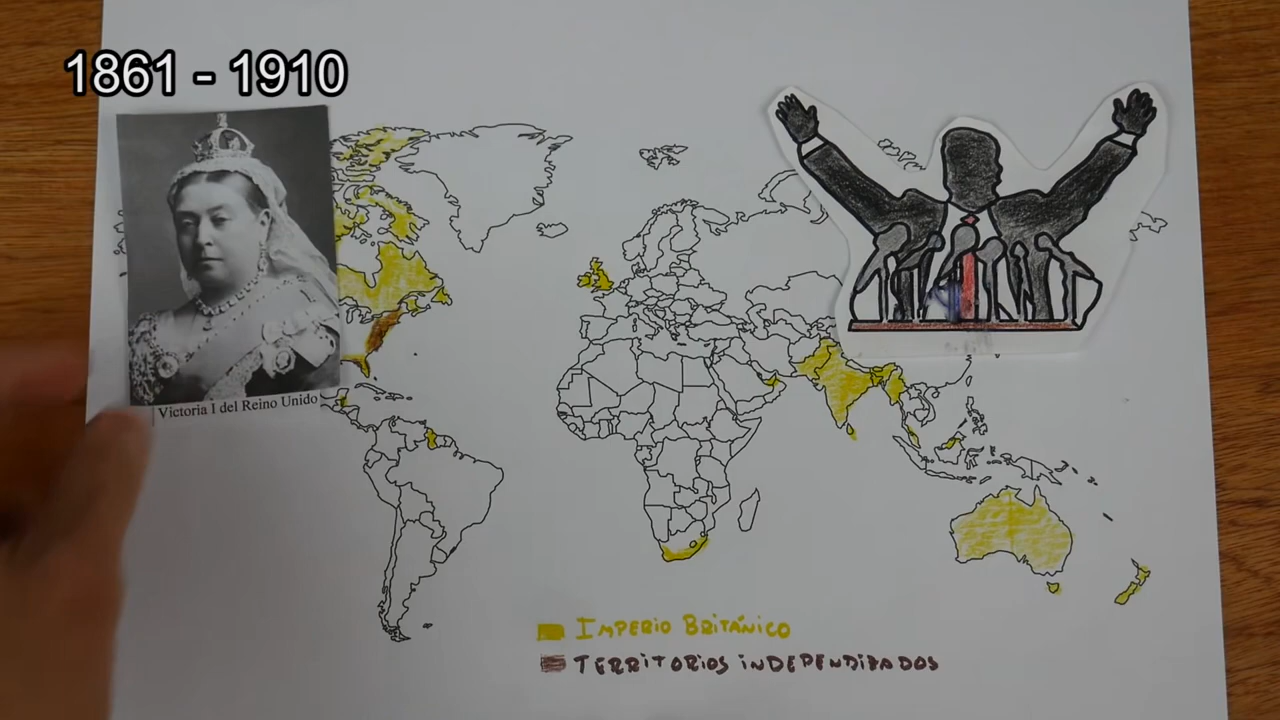 1861 - 1910
Victoria I del Reino Unido
IMPERIO BRITÁNICO
TERRITORIOS INDEPENDIZADOS